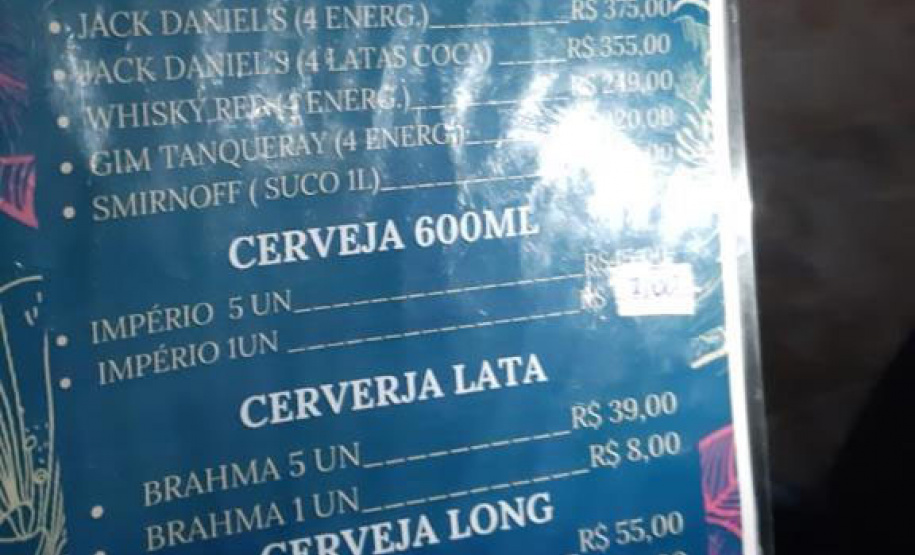 JACK DANIEL'S (4 ENERG.) R$ 375,00
JACK DANIEL'S (4 LATAS COCA) R$ 355,00
WHISKY RED (4 ENERG.) R$ 249,00
GIM TANQUERAY (4 ENERG.) 20,00
SMIRNOFF ( SUCO 1L)
CERVEJA 600ML
IMPÉRIO 5 UN R$
IMPÉRIO 1UN R$
CERVERJA LATA
BRAHMA 5 UN R$ 39,00
BRAHMA 1 UN R$ 8,00
CERVEJA LONG
R$ 55,00